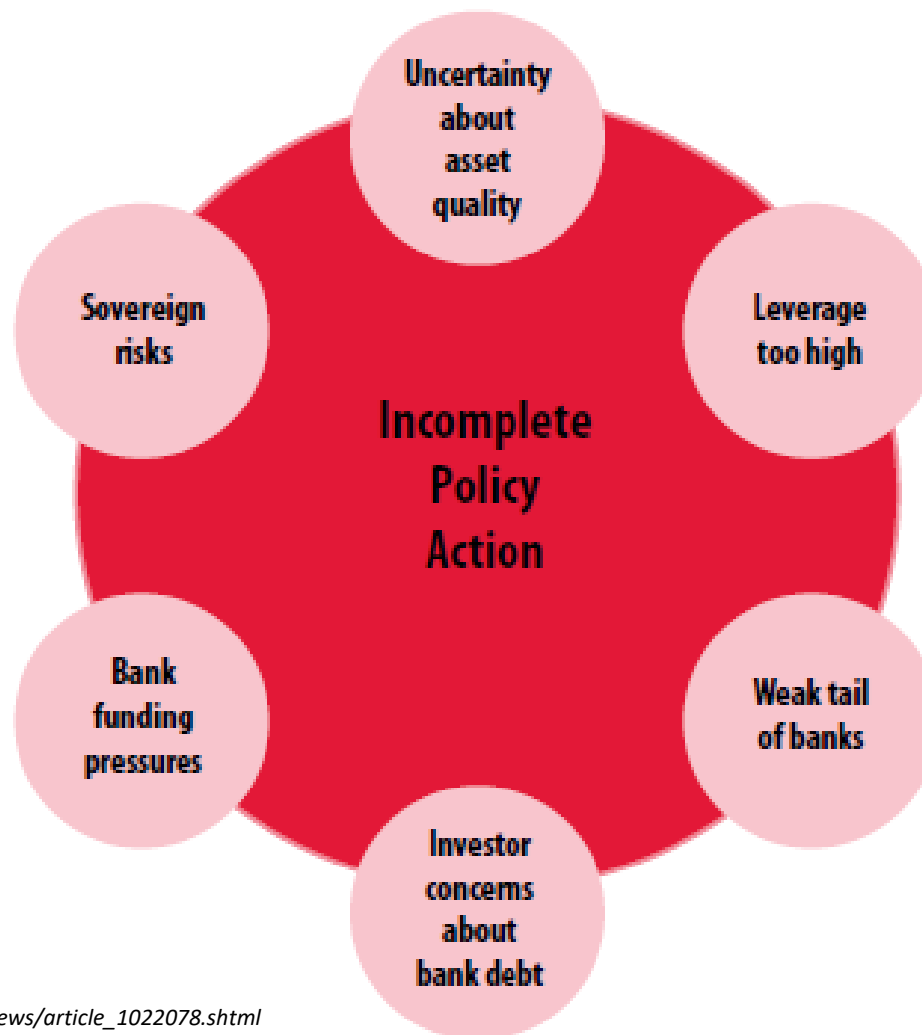 Uncertainty
about
asset
quality
Sovereign
risks
Leverage
too high
Incomplete
Policy
Action
Bank
funding
pressures
Weak tail
of banks
Investor
concerns
about
bank debt
ews/article_1022078.shtml